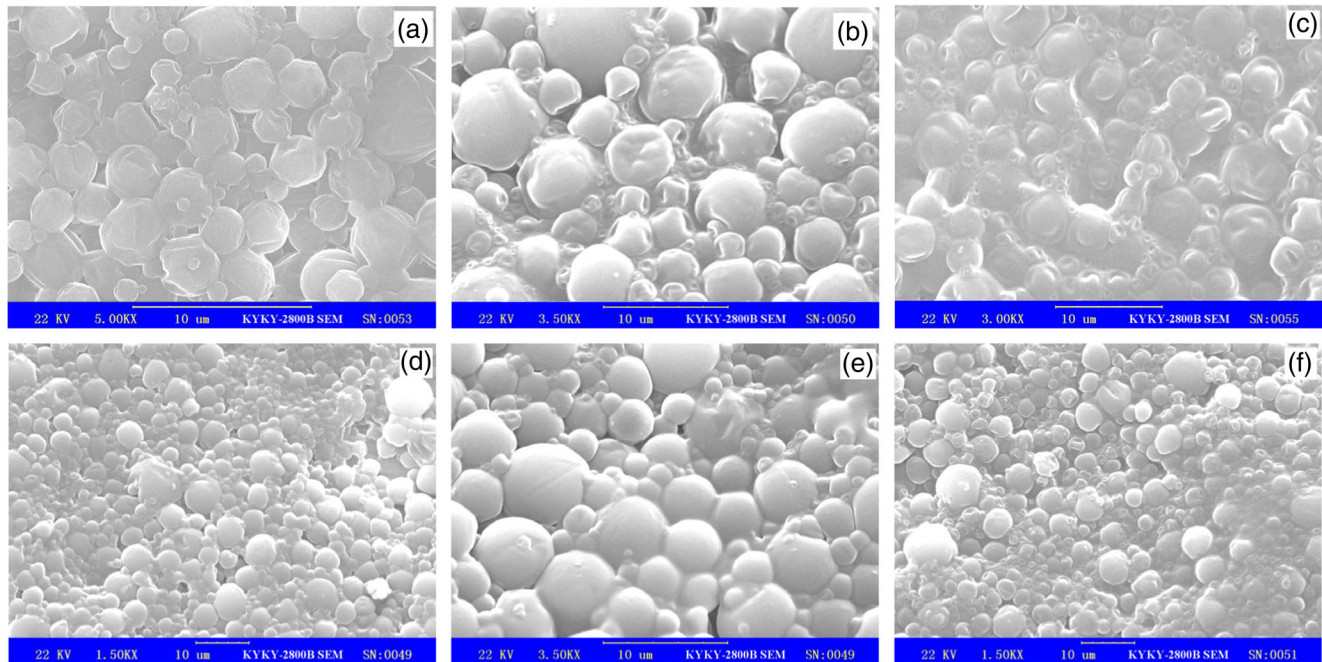 (a)
22 KV 5.00KX 10 um KYKY-2800B SEM SN:0053
(b)
22 KV 3.50KX 10 um KYKY-2800B SEM SN:0050
(c)
22 KV 3.00KX 10 um KYKY-2800B SEM SN:0055
(d)
22 KV 1.50KX 10 um KYKY-2800B SEM SN:0049
(e)
22 KV 3.50KX 10 um KYKY-2800B SEM SN:0049
(f)
22 KV 1.50KX 10 um KYKY-2800B SEM SN:0051